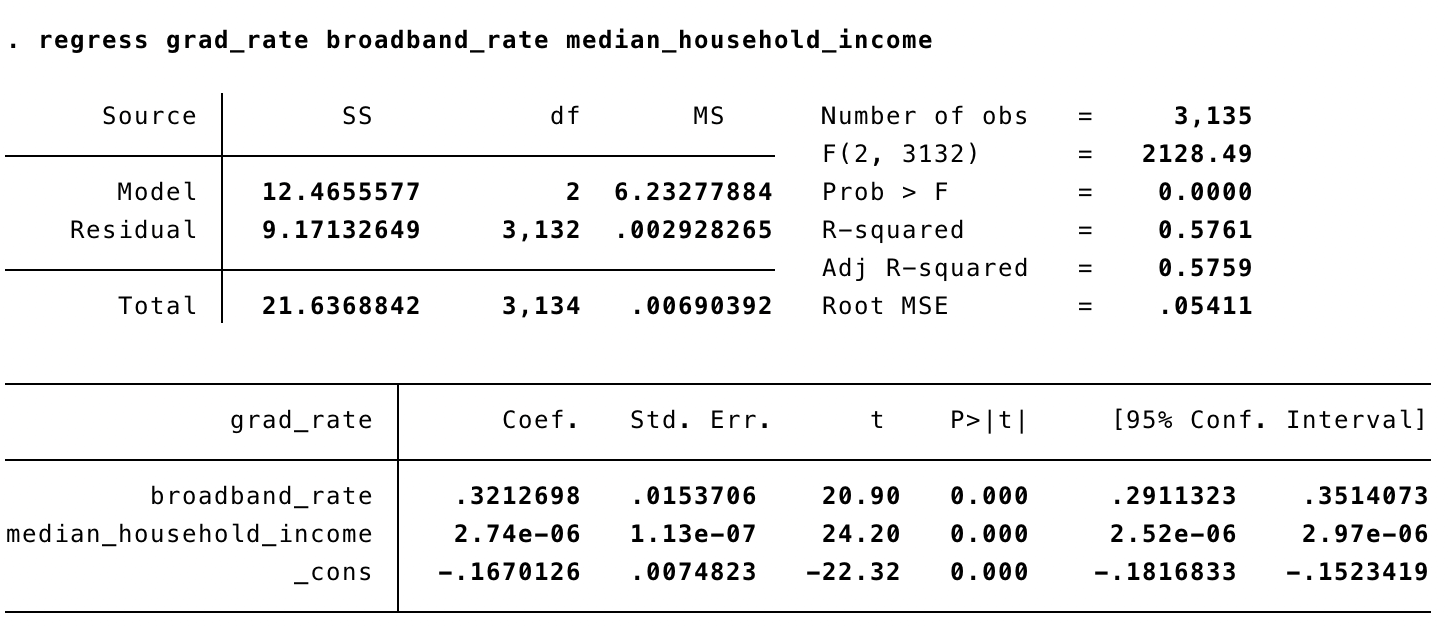 . regress grad_rate broadband_rate median_household_income
Source SS df MS Number of obs = 3,135
F(2, 3132) = 2128.49
Model 12.4655577 2 6.23277884 Prob > F = 0.0000
Residual 9.17132649 3,132 .002928265 R-squared = 0.5761
Adj R-squared = 0.5759
Total 21.6368842 3,134 .00690392 Root MSE = .05411
grad_rate Coef. Std. Err. t P>|t| [95% Conf. Interval]
broadband_rate .3212698 .0153706 20.90 0.000 .2911323 .3514073
median_household_income 2.74e-06 1.13e-07 24.20 0.000 2.52e-06 2.97e-06
_cons -.1670126 .0074823 -22.32 0.000 -.1816833 -.1523419